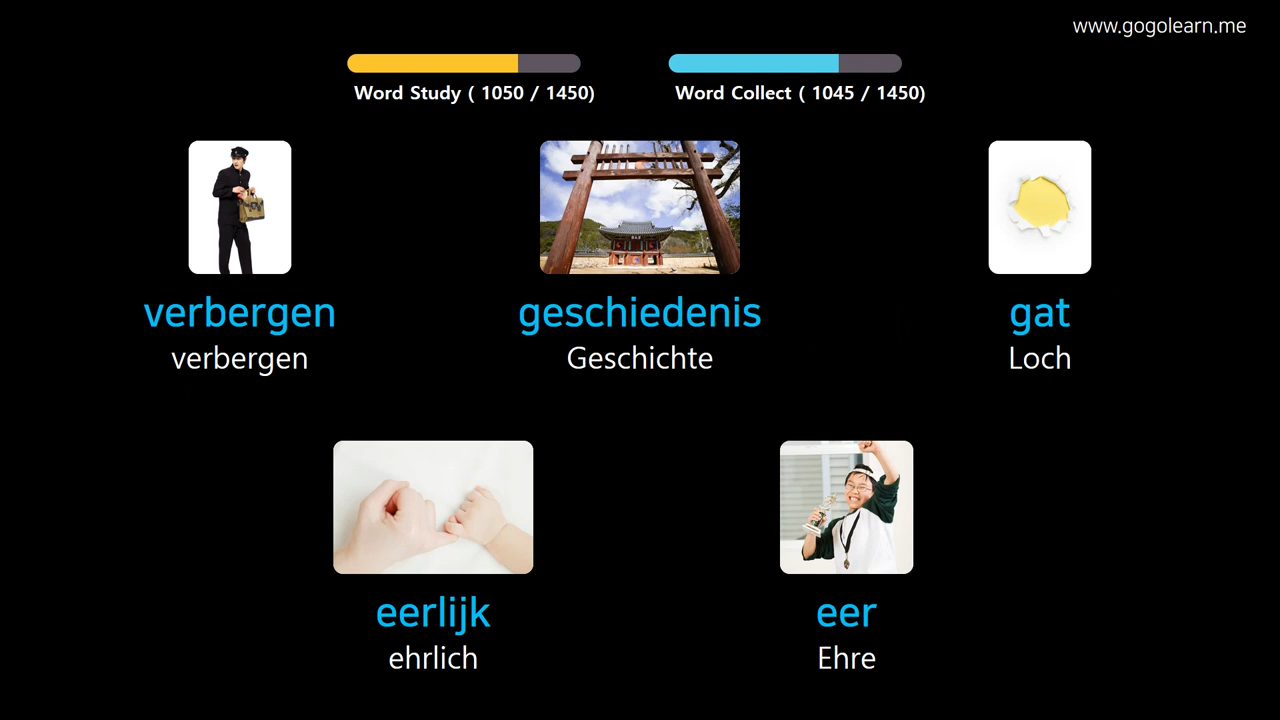 www.gogolearn.me
Word Study ( 1050 / 1450)
Word Collect ( 1045 / 1450)
verbergen
verbergen
geschiedenis
Geschichte
gat
Loch
eerlijk
ehrlich
eer
Ehre